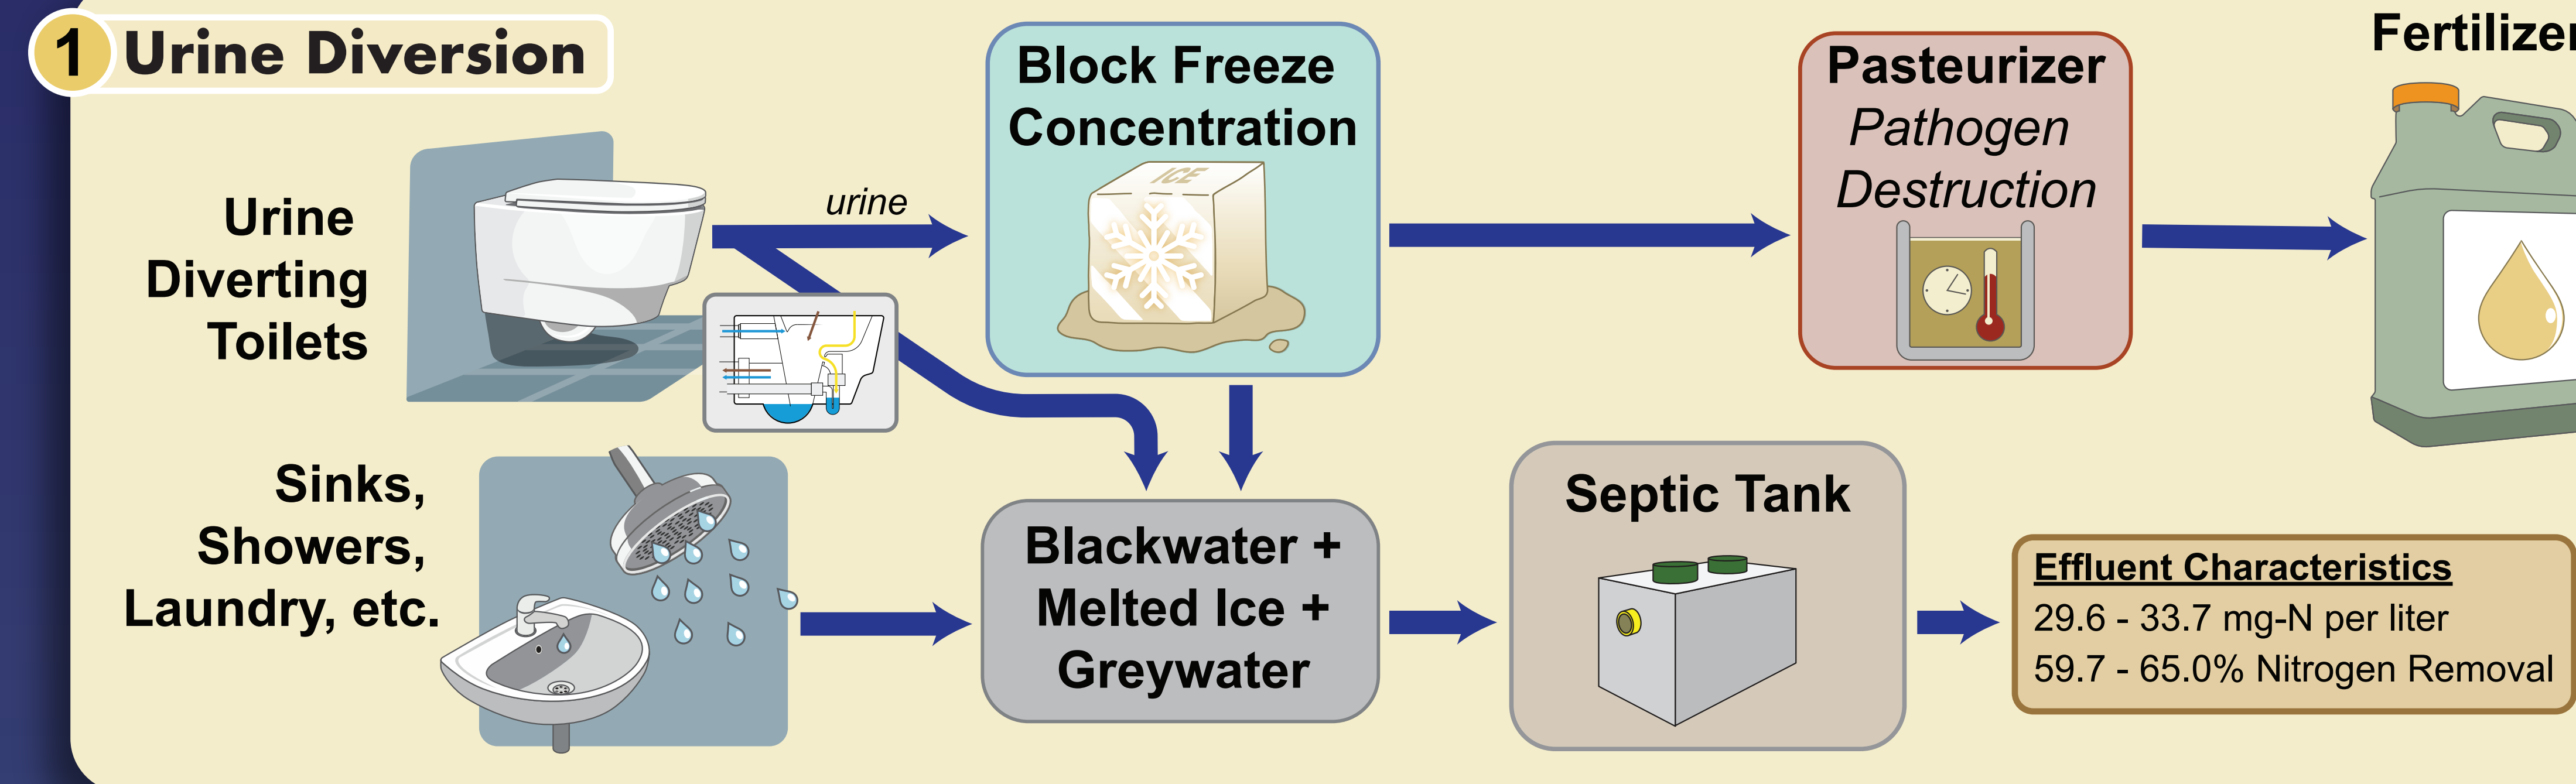 1 Urine Diversion
Urine
Diverting
Toilets
urine
Block Freeze
Concentration
ICE
Pasteurizer
Pathogen
Destruction
Fertilizer
Sinks,
Showers,
Laundry, etc.
Blackwater +
Melted Ice +
Greywater
Septic Tank
Effluent Characteristics
29.6 - 33.7 mg-N per liter
59.7 - 65.0% Nitrogen Removal